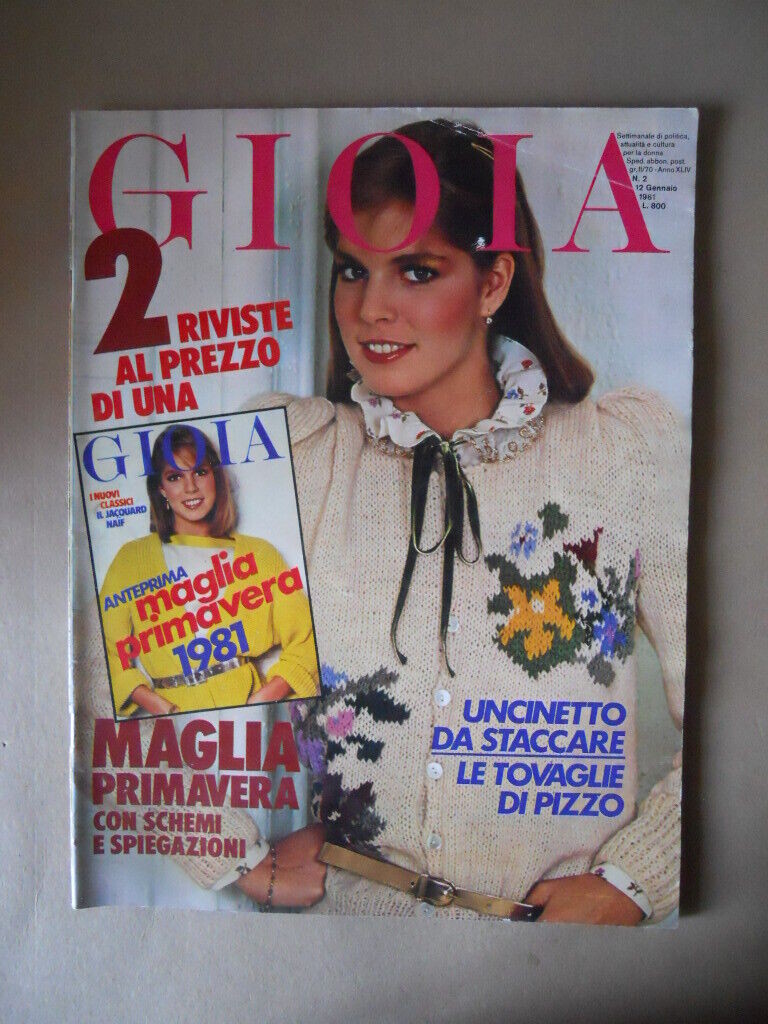 GIOIA
Settimanale di politica,
attualità e cultura
per la donna
Sped. abbon. post.
gr. II/70 - Anno XLIV
N. 2
12 Gennaio
1981
L. 800
2 RIVISTE
AL PREZZO
DI UNA
GIOIA
I NUOVI
CLASSICI
IL JACQUARD
NAIF
ANTEPRIMA
maglia
primavera
1981
MAGLIA
PRIMAVERA
CON SCHEMI
E SPIEGAZIONI
UNCINETTO
DA STACCARE
LE TOVAGLIE
DI PIZZO